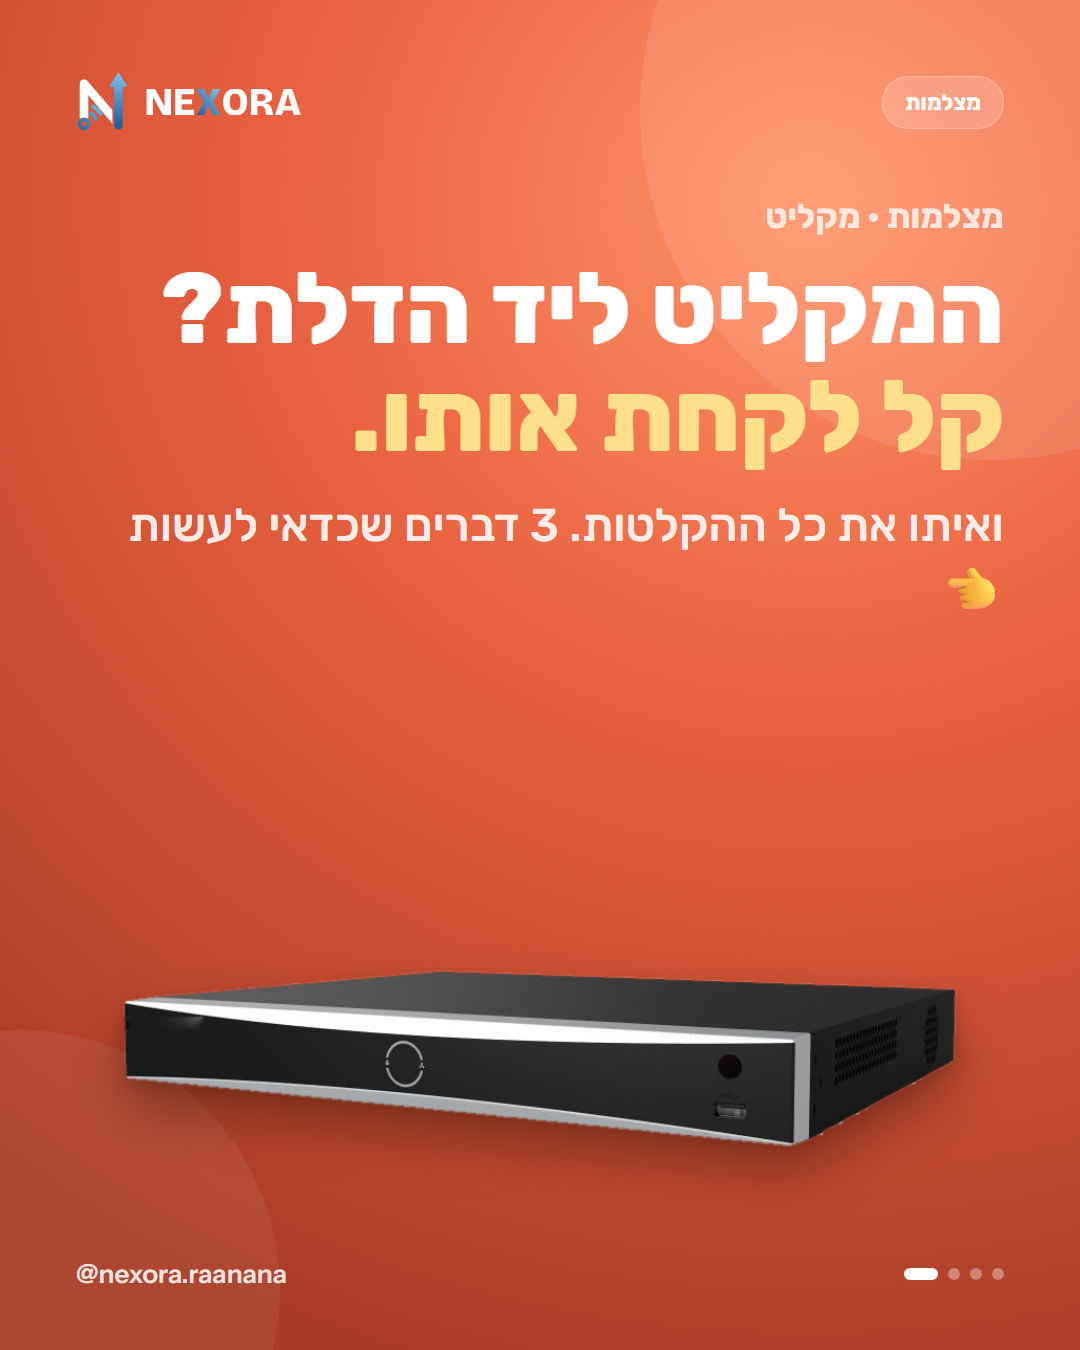 NEXORA
מצלמות
מצלמות • מקליט
המקליט ליד הדלת?
קל לקחת אותו.
ואיתו את כל ההקלטות. 3 דברים שכדאי לעשות
👈
@nexora.raanana